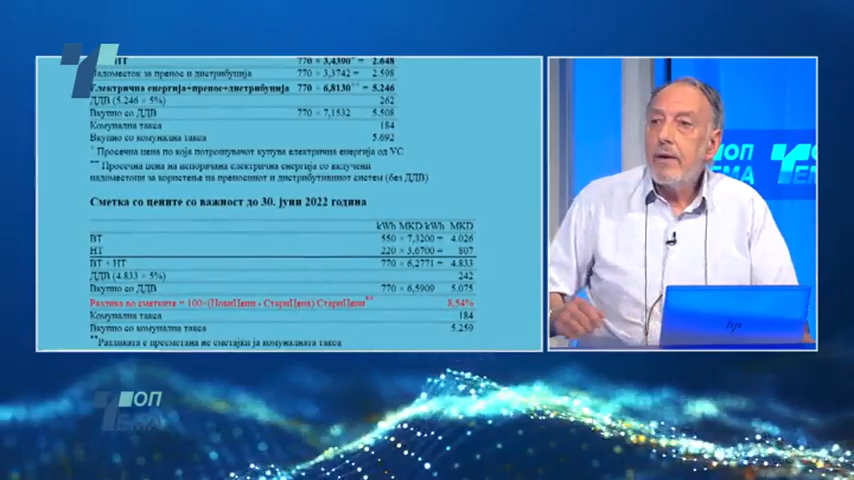 НТ 770 × 3,4390* = 2.648
Надоместок за пренос и дистрибуција 770 × 3,3742 = 2.598
Електрична енергија+пренос+дистрибуција 770 × 6,8130** = 5.246
ДДВ (5.246 × 5%) 262
Вкупно со ДДВ 770 × 7,1532 5.508
Комунална такса 184
Вкупно со комунална такса 5.692
* Просечна цена по која потрошувачот купува електрична енергија од УС
** Просечна цена на испорачана електрична енергија со вклучени
надоместоци за користење на преносниот и дистрибутивниот систем (без ДДВ)
Сметка со цените со важност до 30. јуни 2022 година
kWh MKD/kWh MKD
ВТ 550 × 7,3200 = 4.026
НТ 220 × 3,6700 = 807
ВТ + НТ 770 × 6,2771 = 4.833
ДДВ (4.833 × 5%) 242
Вкупно со ДДВ 770 × 6,5909 5.075
Разлика во сметките = 100×(НовиЦени - СтариЦена) СтариЦени** 8,54%
Комунална такса 184
Вкупно со комунална такса 5.259
**Разликата е пресметана не сметајќи ја комуналната такса
ТОП
ТЕМА
ТОП
ТЕМА
hp
ТОП
ТЕМА